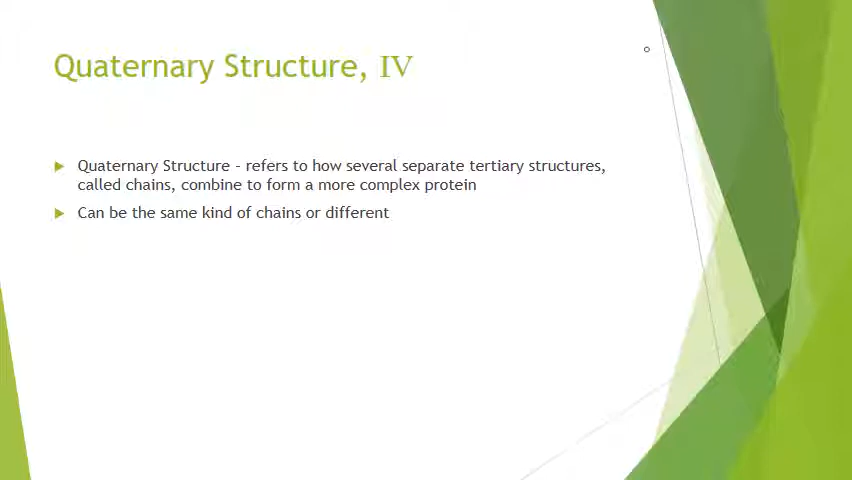 Quaternary Structure, IV
Quaternary Structure – refers to how several separate tertiary structures,
called chains, combine to form a more complex protein
Can be the same kind of chains or different